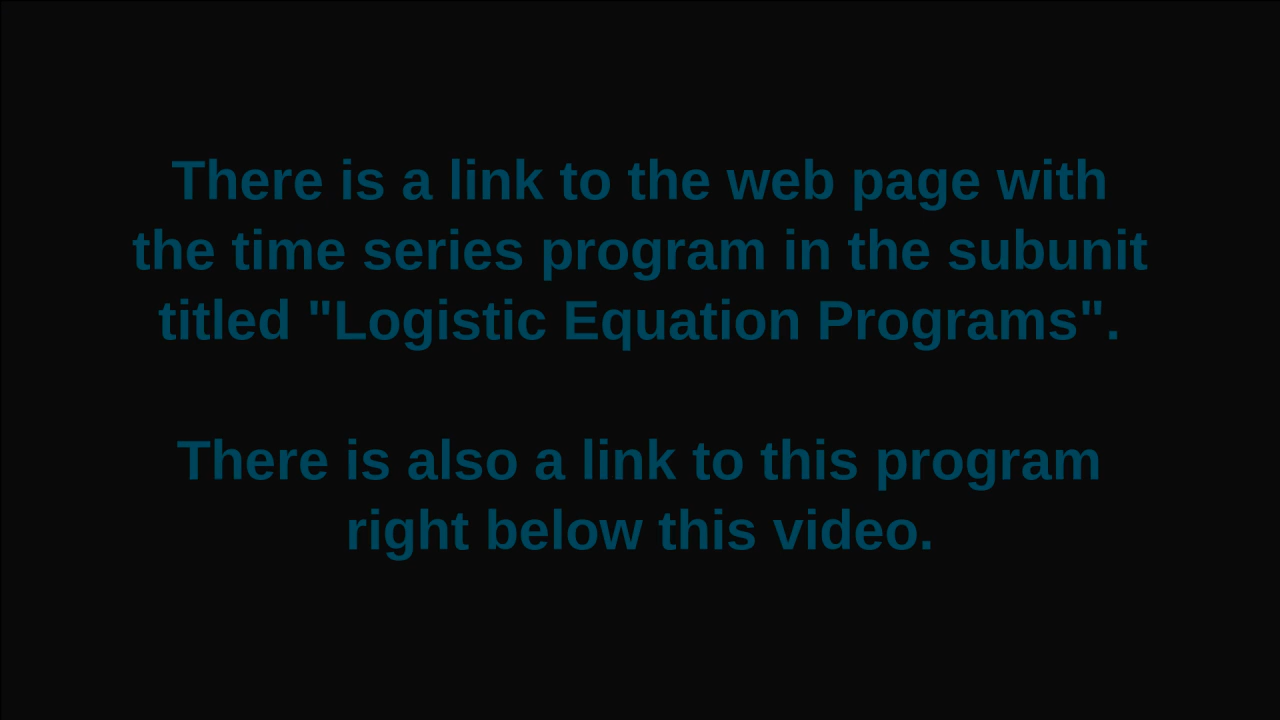 There is a link to the web page with
the time series program in the subunit
titled "Logistic Equation Programs".
There is also a link to this program
right below this video.